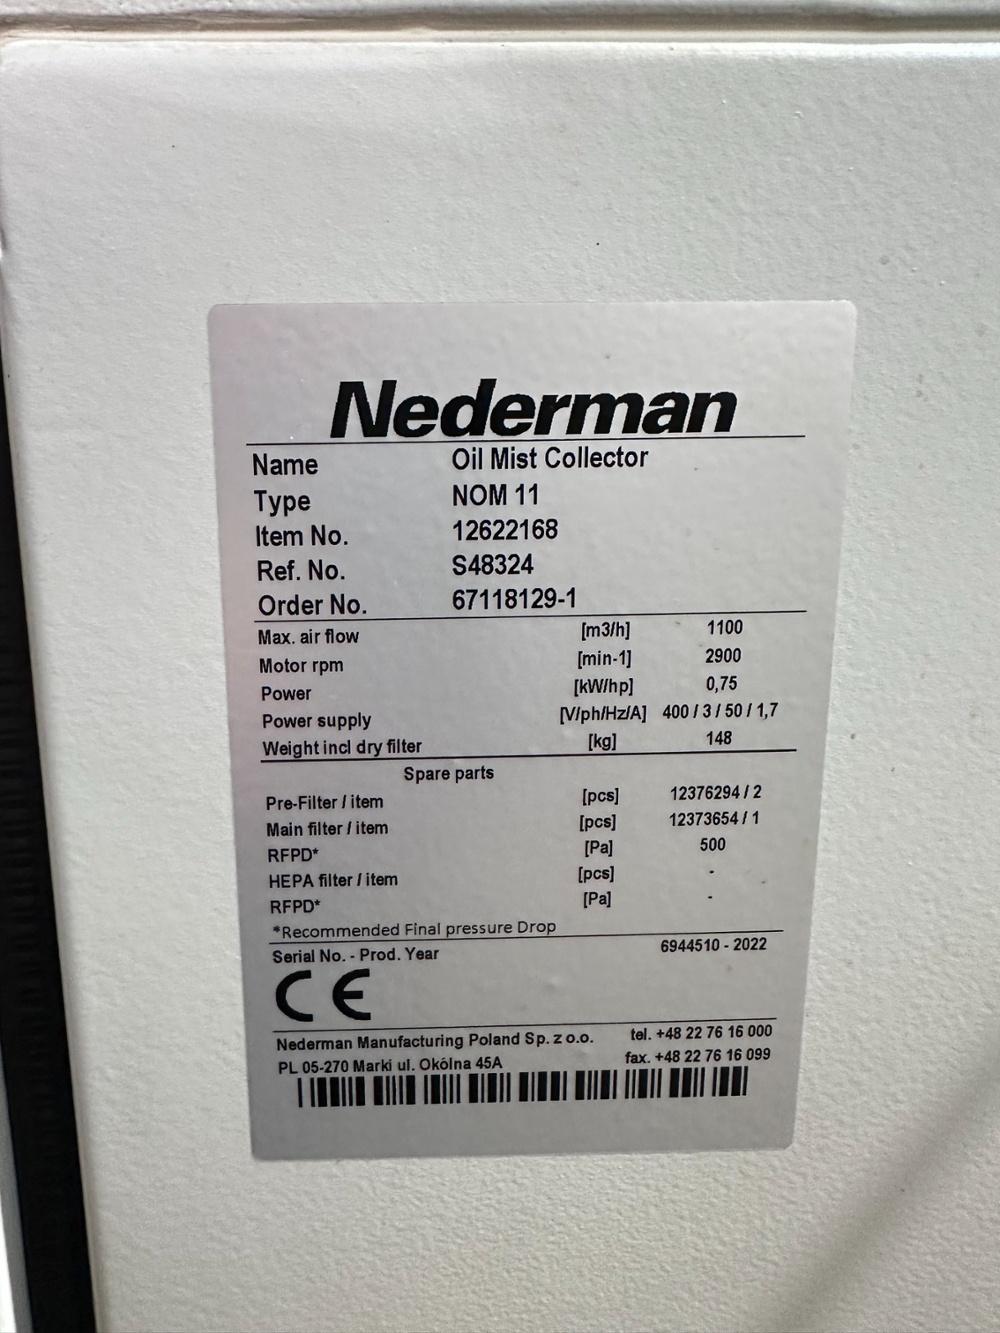 Nederman
Name Oil Mist Collector
Type NOM 11
Item No. 12622168
Ref. No. S48324
Order No. 67118129-1
Max. air flow [m3/h] 1100
Motor rpm [min-1] 2900
Power [kW/hp] 0,75
Power supply [V/ph/Hz/A] 400 / 3 / 50 / 1,7
Weight incl dry filter [kg] 148
Spare parts
Pre-Filter / item [pcs] 12376294 / 2
Main filter / item [pcs] 12373654 / 1
RFPD* [Pa] 500
HEPA filter / item [pcs] -
RFPD* [Pa] -
*Recommended Final pressure Drop
Serial No. - Prod. Year 6944510 - 2022
CE
Nederman Manufacturing Poland Sp. z o.o. tel. +48 22 76 16 000
PL 05-270 Marki ul. Okólna 45A fax. +48 22 76 16 099